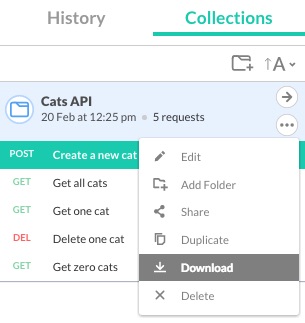 History Collections
↑A
Cats API
20 Feb at 12:25 pm • 5 requests
POST Create a new cat
GET Get all cats
GET Get one cat
DEL Delete one cat
GET Get zero cats
Edit
Add Folder
Share
Duplicate
Download
Delete